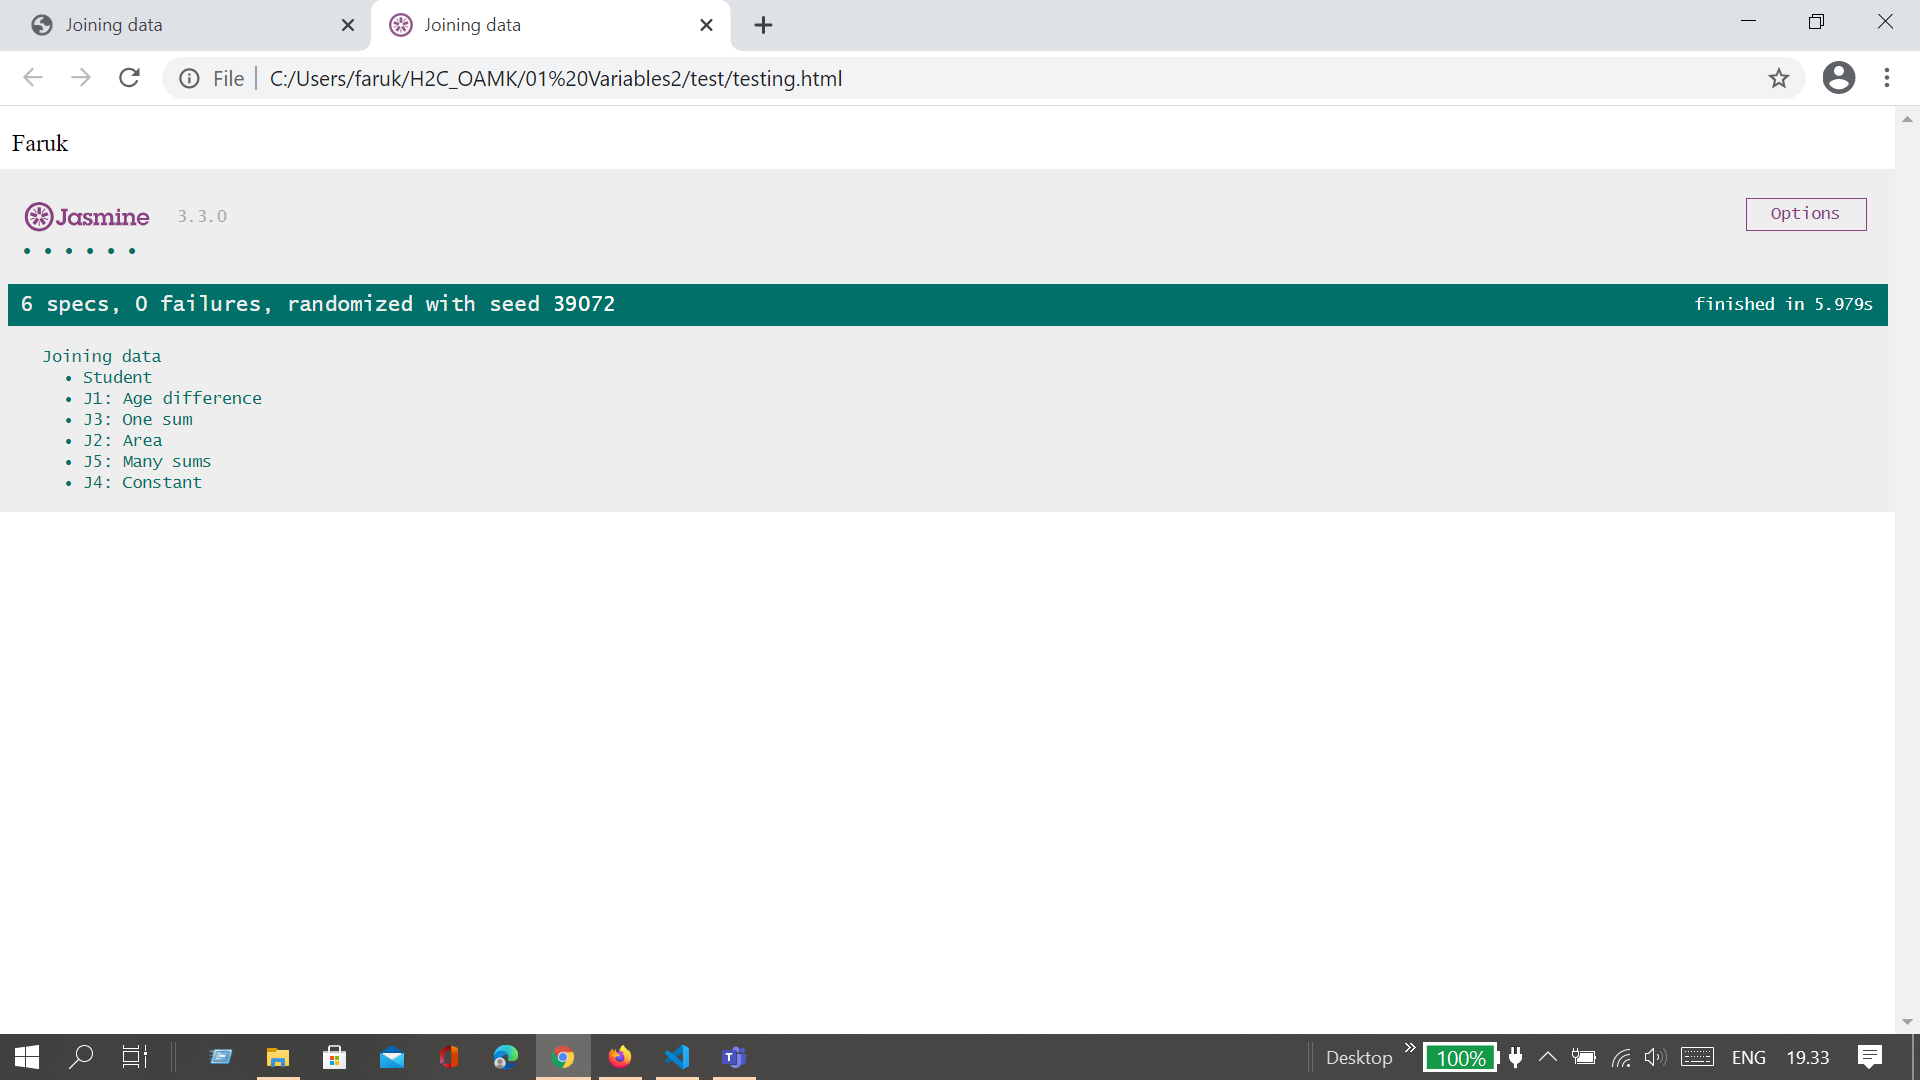 Joining data
Joining data
File
C:/Users/faruk/H2C_OAMK/01%20Variables2/test/testing.html
Faruk
Jasmine 3.3.0
Options
6 specs, 0 failures, randomized with seed 39072
finished in 5.979s
Joining data
• Student
• J1: Age difference
• J3: One sum
• J2: Area
• J5: Many sums
• J4: Constant
Desktop
100%
ENG
19.33